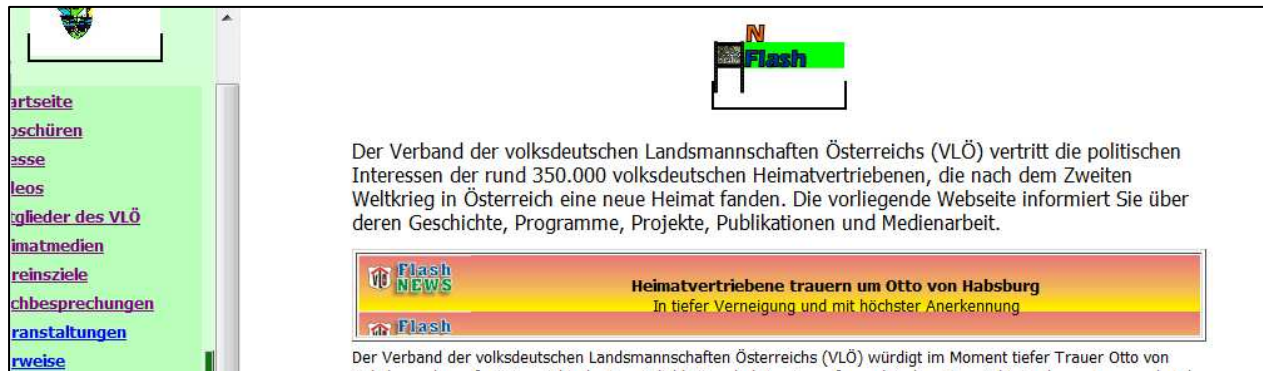 artseite
oschüren
esse
deos
tglieder des VLÖ
imatmedien
reinsziele
chbesprechungen
ranstaltungen
rweise
N
Flash
Der Verband der volksdeutschen Landsmannschaften Österreichs (VLÖ) vertritt die politischen
Interessen der rund 350.000 volksdeutschen Heimatvertriebenen, die nach dem Zweiten
Weltkrieg in Österreich eine neue Heimat fanden. Die vorliegende Webseite informiert Sie über
deren Geschichte, Programme, Projekte, Publikationen und Medienarbeit.
VLÖ Flash
NEWS
Heimatvertriebene trauern um Otto von Habsburg
In tiefer Verneigung und mit höchster Anerkennung
Flash
Der Verband der volksdeutschen Landsmannschaften Österreichs (VLÖ) würdigt im Moment tiefer Trauer Otto von